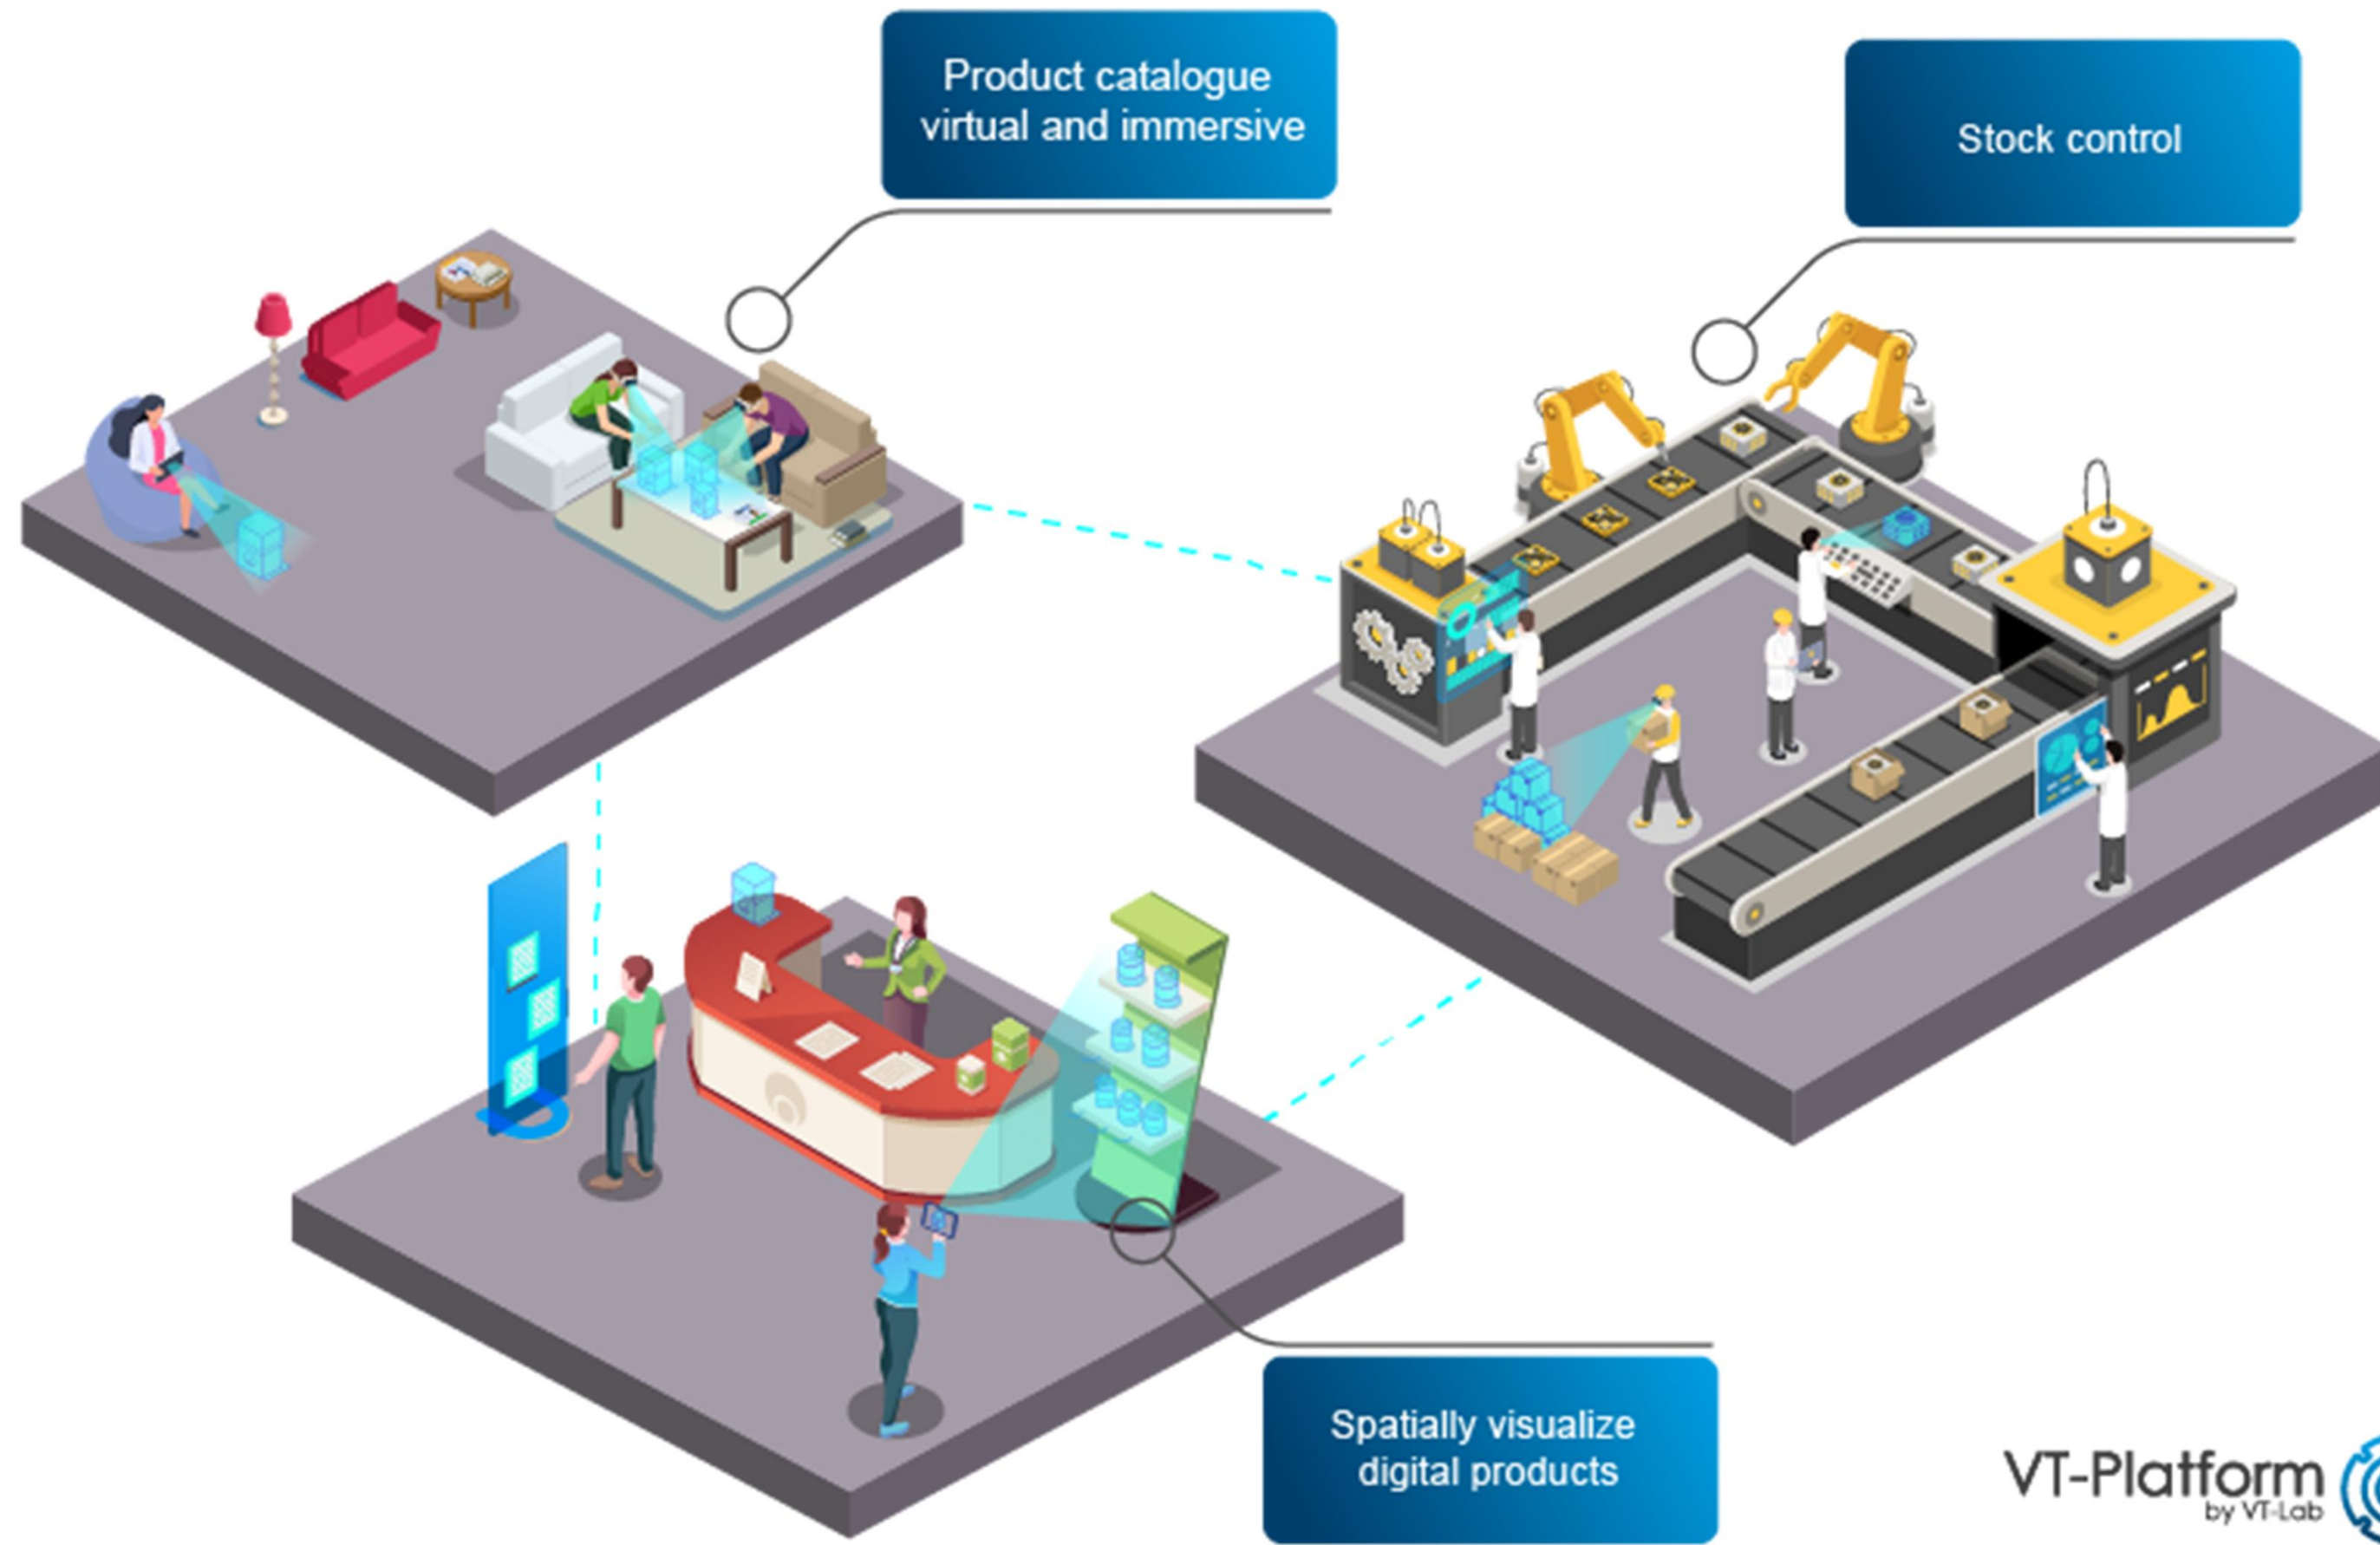 Product catalogue
virtual and immersive
Stock control
Spatially visualize
digital products
VT-Platform
by VT-Lab